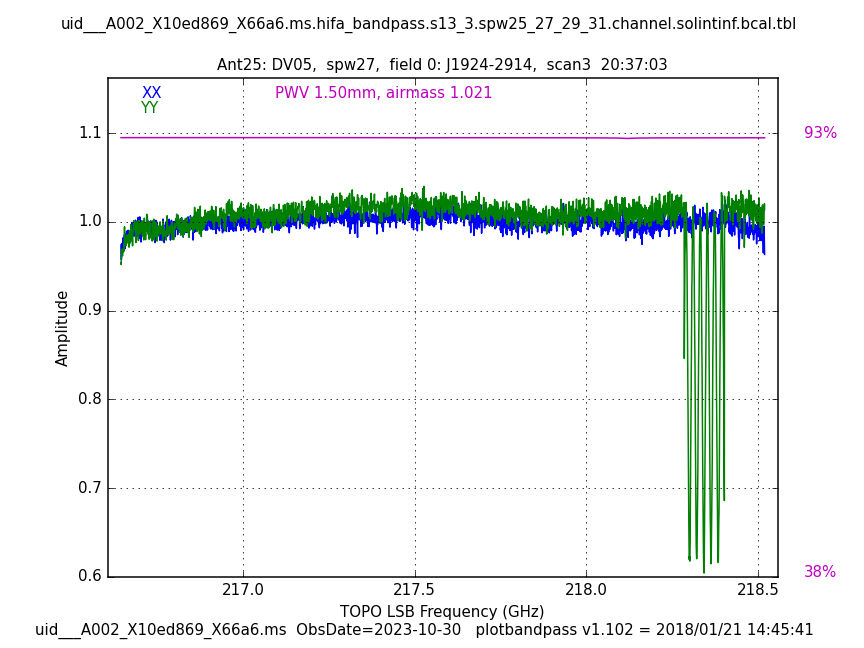 uid___A002_X10ed869_X66a6.ms.hifa_bandpass.s13_3.spw25_27_29_31.channel.solintinf.bcal.tbl
Ant25: DV05,  spw27,  field 0: J1924-2914,  scan3  20:37:03
XX
YY
PWV 1.50mm, airmass 1.021
93%
38%
1.1
1.0
0.9
0.8
0.7
0.6
Amplitude
217.0
217.5
218.0
218.5
TOPO LSB Frequency (GHz)
uid___A002_X10ed869_X66a6.ms  ObsDate=2023-10-30   plotbandpass v1.102 = 2018/01/21 14:45:41